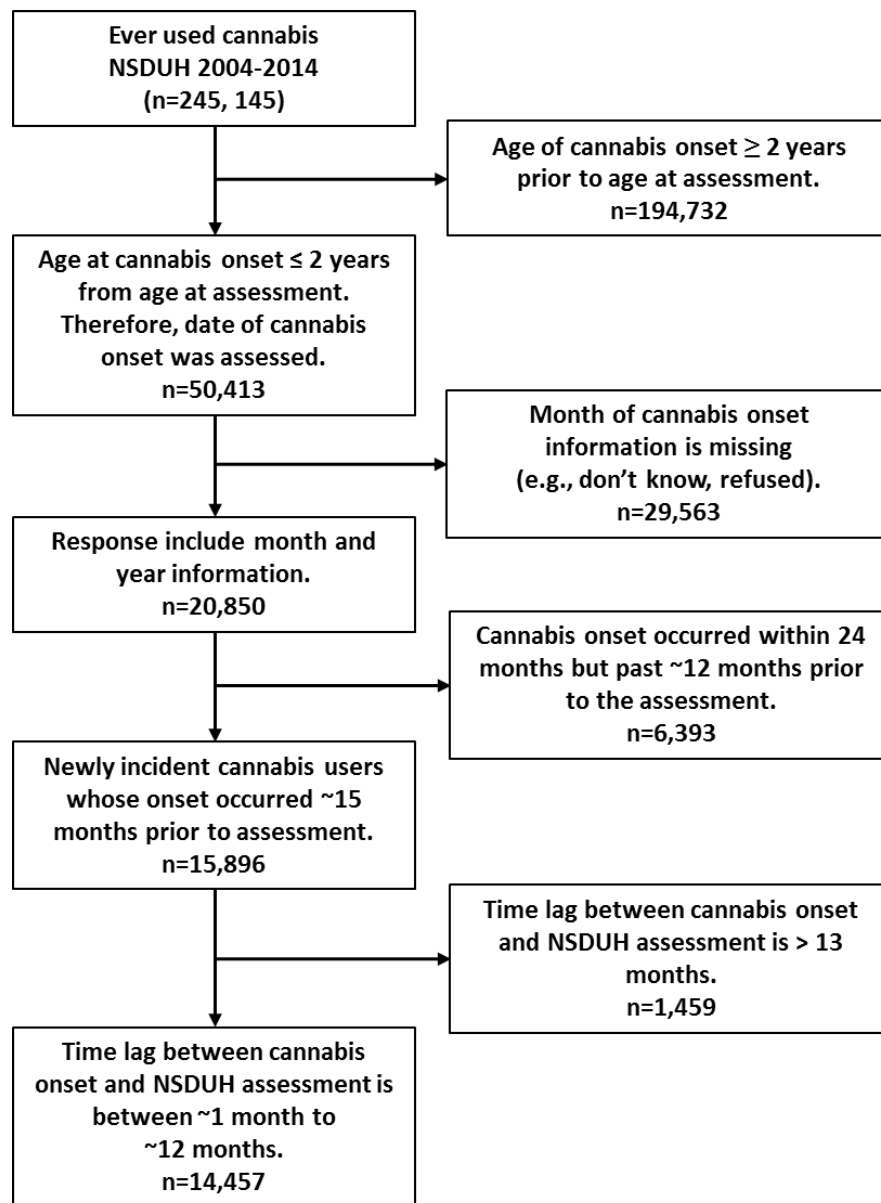 Ever used cannabis
NSDUH 2004-2014
(n=245, 145)
Age of cannabis onset ≥ 2 years
prior to age at assessment.
n=194,732
Age at cannabis onset ≤ 2 years
from age at assessment.
Therefore, date of cannabis
onset was assessed.
n=50,413
Month of cannabis onset
information is missing
(e.g., don’t know, refused).
n=29,563
Response include month and
year information.
n=20,850
Cannabis onset occurred within 24
months but past ~12 months prior
to the assessment.
n=6,393
Newly incident cannabis users
whose onset occurred ~15
months prior to assessment.
n=15,896
Time lag between cannabis onset
and NSDUH assessment is > 13
months.
n=1,459
Time lag between cannabis
onset and NSDUH assessment is
between ~1 month to
~12 months.
n=14,457